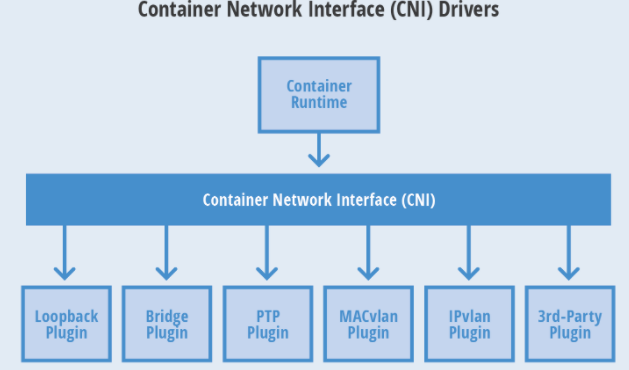 Container Network Interface (CNI) Drivers
Container
Runtime
Container Network Interface (CNI)
Loopback
Plugin
Bridge
Plugin
PTP
Plugin
MACvlan
Plugin
IPvlan
Plugin
3rd-Party
Plugin